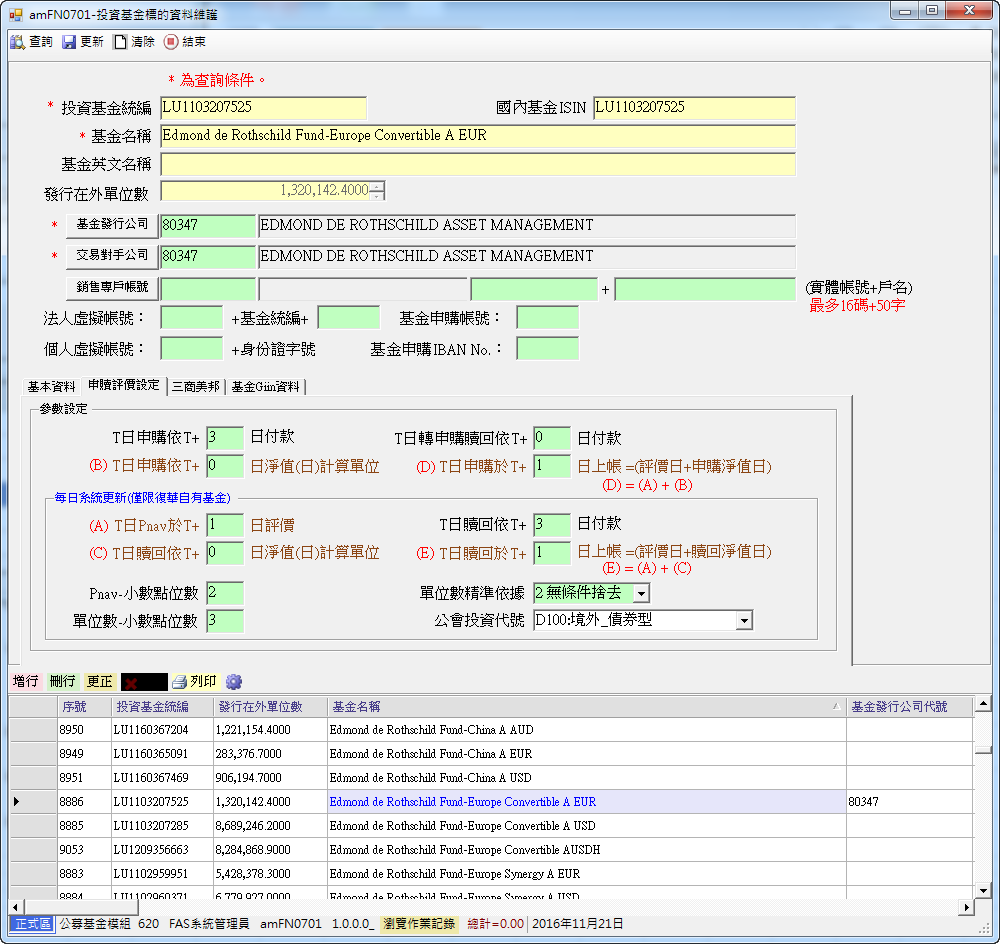 amFN0701-投資基金標的資料維護
查詢 更新 清除 結束
* 為查詢條件。
* 投資基金統編 LU1103207525 國內基金ISIN LU1103207525
* 基金名稱 Edmond de Rothschild Fund-Europe Convertible A EUR
基金英文名稱
發行在外單位數 1,320,142.4000
* 基金發行公司 80347 EDMOND DE ROTHSCHILD ASSET MANAGEMENT
* 交易對手公司 80347 EDMOND DE ROTHSCHILD ASSET MANAGEMENT
銷售專戶帳號 + (實體帳號+戶名)
最多16碼+50字
法人虛擬帳號： +基金統編+ 基金申購帳號：
個人虛擬帳號： +身份證字號 基金申購IBAN No.：
基本資料 申贖評價設定 三商美邦 基金Giin資料
參數設定
T日申購依T+ 3 日付款 T日轉申購贖回依T+ 0 日付款
(B) T日申購依T+ 0 日淨值(日)計算單位 (D) T日申購於T+ 1 日上帳 =(評價日+申購淨值日)
(D) = (A) + (B)
每日系統更新(僅限復華自有基金)
(A) T日Pnav於T+ 1 日評價 T日贖回依T+ 3 日付款
(C) T日贖回依T+ 0 日淨值(日)計算單位 (E) T日贖回於T+ 1 日上帳 =(評價日+贖回淨值日)
(E) = (A) + (C)
Pnav-小數點位數 2 單位數精準依據 2 無條件捨去
單位數-小數點位數 3 公會投資代號 D100:境外_債券型
增行 刪行 更正 列印
序號 投資基金統編 發行在外單位數 基金名稱 基金發行公司代號
8950 LU1160367204 1,221,154.4000 Edmond de Rothschild Fund-China A AUD
8949 LU1160365091 283,376.7000 Edmond de Rothschild Fund-China A EUR
8951 LU1160367469 906,194.7000 Edmond de Rothschild Fund-China A USD
8886 LU1103207525 1,320,142.4000 Edmond de Rothschild Fund-Europe Convertible A EUR 80347
8885 LU1103207285 8,689,246.2000 Edmond de Rothschild Fund-Europe Convertible A USD
9053 LU1209356663 8,284,868.9000 Edmond de Rothschild Fund-Europe Convertible AUSDH
8883 LU1102959951 5,428,378.3000 Edmond de Rothschild Fund-Europe Synergy A EUR
8884 LU1102960371 6,779,927.0000 Edmond de Rothschild Fund-Europe Synergy A USD
正式區 公募基金模組 620 FAS系統管理員 amFN0701 1.0.0.0_ 瀏覽作業記錄 總計=0.00 2016年11月21日